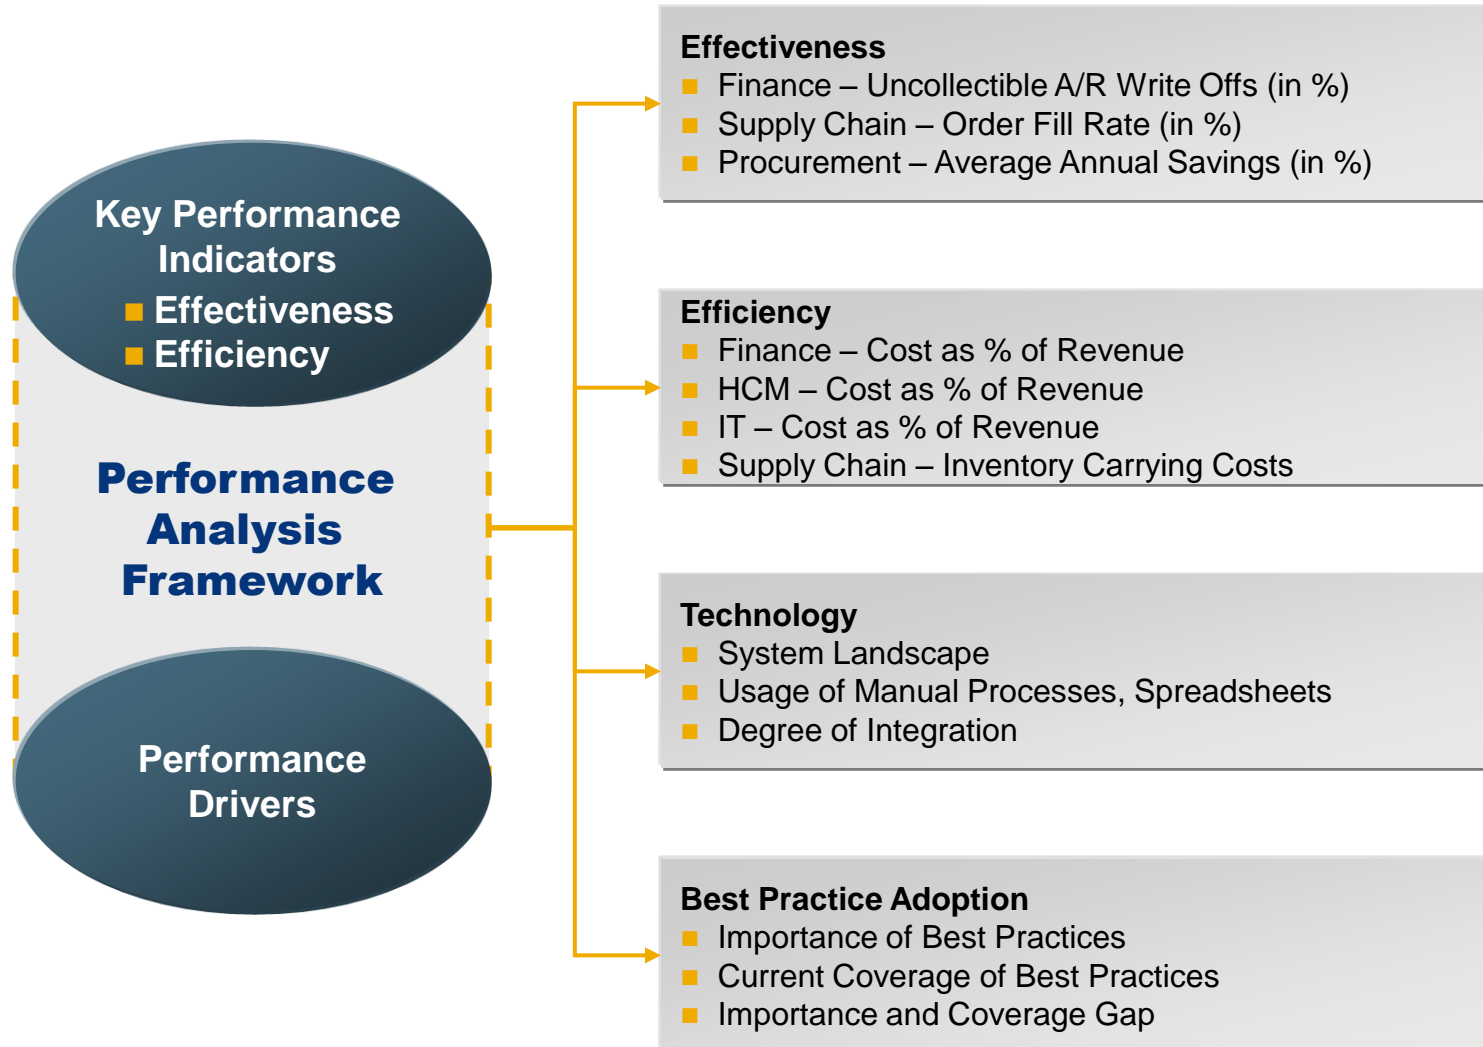 Key Performance
Indicators
Effectiveness
Efficiency
Performance
Analysis
Framework
Performance
Drivers
Effectiveness
Finance – Uncollectible A/R Write Offs (in %)
Supply Chain – Order Fill Rate (in %)
Procurement – Average Annual Savings (in %)
Efficiency
Finance – Cost as % of Revenue
HCM – Cost as % of Revenue
IT – Cost as % of Revenue
Supply Chain – Inventory Carrying Costs
Technology
System Landscape
Usage of Manual Processes, Spreadsheets
Degree of Integration
Best Practice Adoption
Importance of Best Practices
Current Coverage of Best Practices
Importance and Coverage Gap